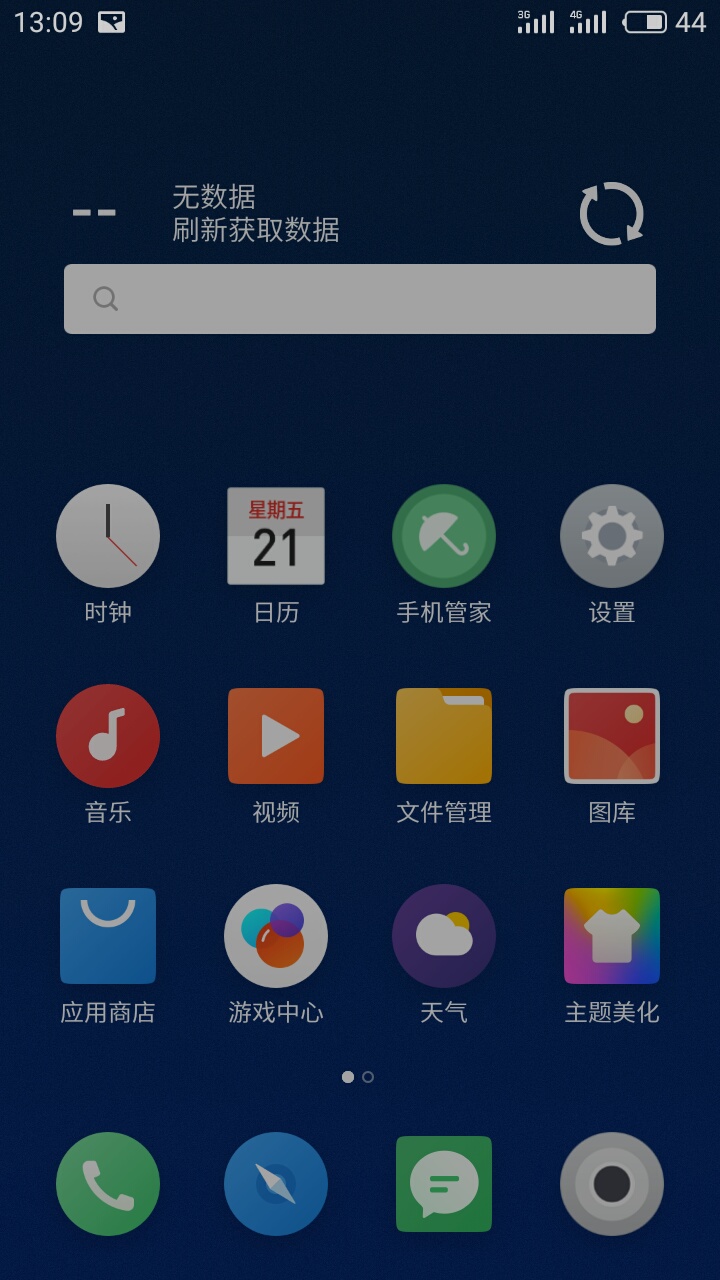 13:09 3G 4G 44
--
无数据
刷新获取数据
星期五
21
时钟 日历 手机管家 设置
音乐 视频 文件管理 图库
应用商店 游戏中心 天气 主题美化